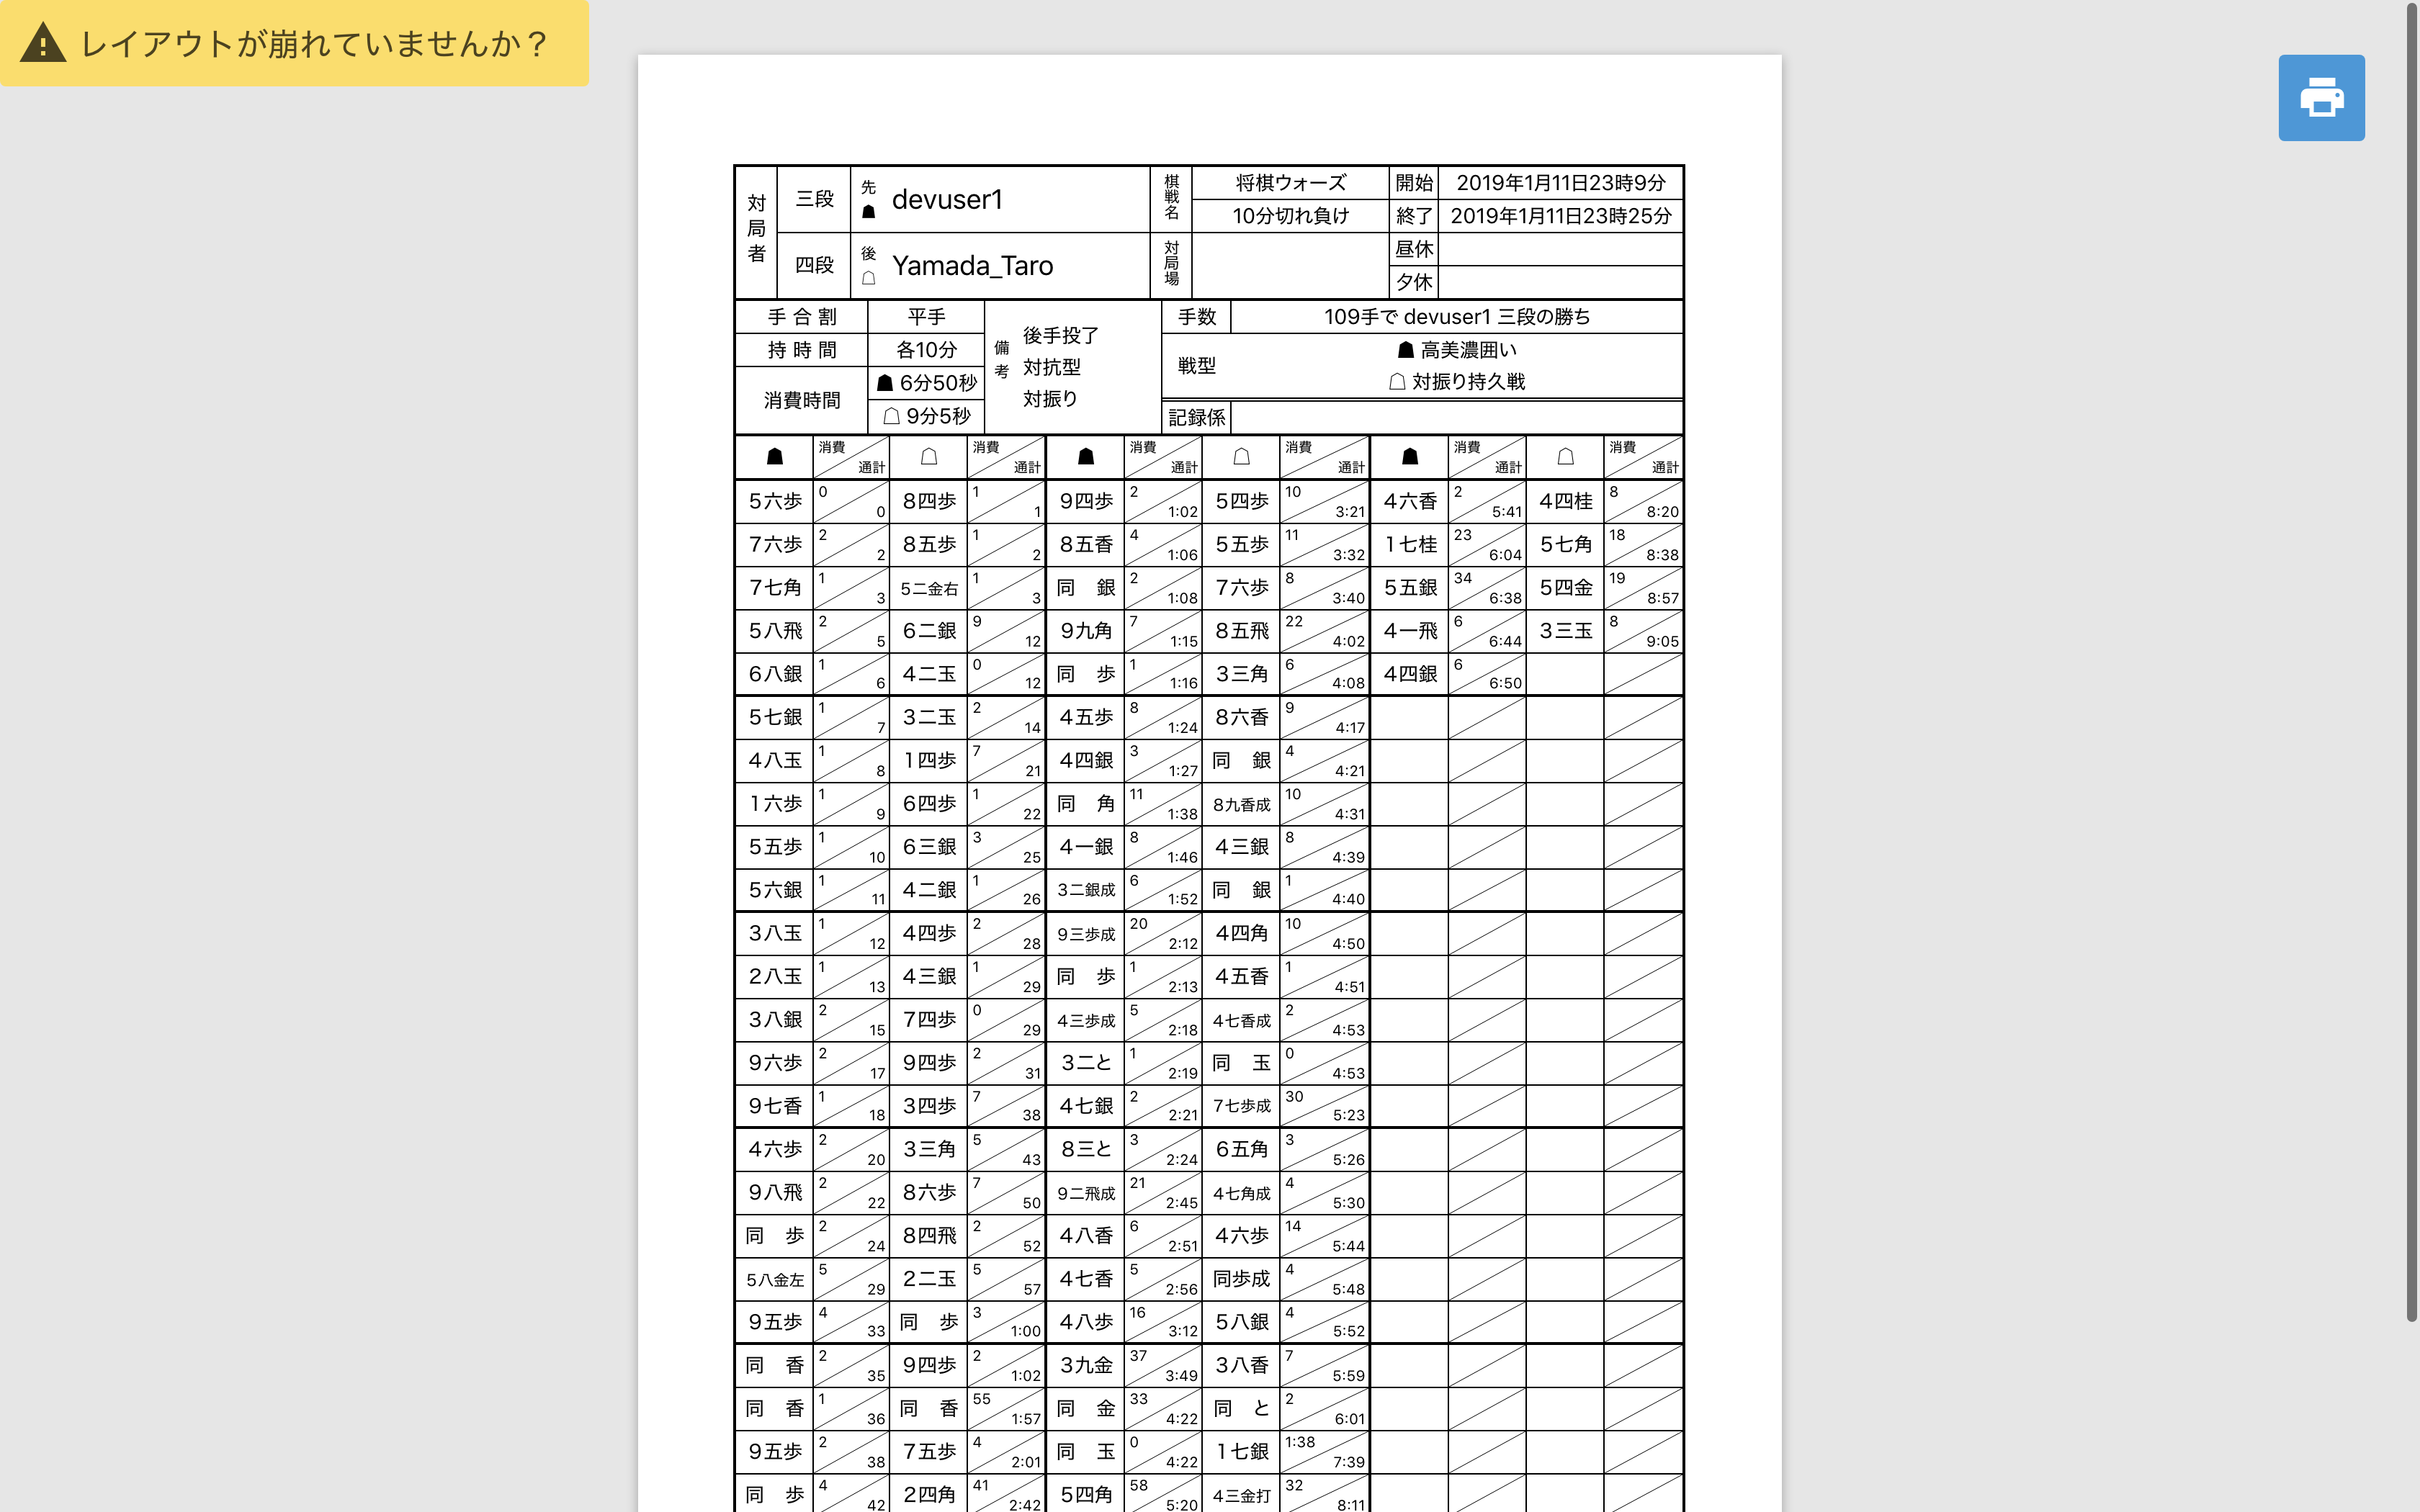 レイアウトが崩れていませんか？
対局者 三段 先 ☗ devuser1 棋戦名 将棋ウォーズ 開始 2019年1月11日23時9分
10分切れ負け 終了 2019年1月11日23時25分
四段 後 ☖ Yamada_Taro 対局場 昼休
夕休
手合割 平手 備考 後手投了 手数 109手で devuser1 三段の勝ち
持時間 各10分 対抗型 戦型 ☗ 高美濃囲い
消費時間 ☗ 6分50秒 対振り ☖ 対振り持久戦
☖ 9分5秒 記録係
☗ 消費 通計 ☖ 消費 通計 ☗ 消費 通計 ☖ 消費 通計 ☗ 消費 通計 ☖ 消費 通計
5六歩 0 0 8四歩 1 1 9四歩 2 1:02 5四歩 10 3:21 4六香 2 5:41 4四桂 8 8:20
7六歩 2 2 8五歩 1 2 8五香 4 1:06 5五歩 11 3:32 1七桂 23 6:04 5七角 18 8:38
7七角 1 3 5二金右 1 3 同　銀 2 1:08 7六歩 8 3:40 5五銀 34 6:38 5四金 19 8:57
5八飛 2 5 6二銀 9 12 9九角 7 1:15 8五飛 22 4:02 4一飛 6 6:44 3三玉 8 9:05
6八銀 1 6 4二玉 0 12 同　歩 1 1:16 3三角 6 4:08 4四銀 6 6:50
5七銀 1 7 3二玉 2 14 4五歩 8 1:24 8六香 9 4:17
4八玉 1 8 1四歩 7 21 4四銀 3 1:27 同　銀 4 4:21
1六歩 1 9 6四歩 1 22 同　角 11 1:38 8九香成 10 4:31
5五歩 1 10 6三銀 3 25 4一銀 8 1:46 4三銀 8 4:39
5六銀 1 11 4二銀 1 26 3二銀成 6 1:52 同　銀 1 4:40
3八玉 1 12 4四歩 2 28 9三歩成 20 2:12 4四角 10 4:50
2八玉 1 13 4三銀 1 29 同　歩 1 2:13 4五香 1 4:51
3八銀 2 15 7四歩 0 29 4三歩成 5 2:18 4七香成 2 4:53
9六歩 2 17 9四歩 2 31 3二と 1 2:19 同　玉 0 4:53
9七香 1 18 3四歩 7 38 4七銀 2 2:21 7七歩成 30 5:23
4六歩 2 20 3三角 5 43 8三と 3 2:24 6五角 3 5:26
9八飛 2 22 8六歩 7 50 9二飛成 21 2:45 4七角成 4 5:30
同　歩 2 24 8四飛 2 52 4八香 6 2:51 4六歩 14 5:44
5八金左 5 29 2二玉 5 57 4七香 5 2:56 同歩成 4 5:48
9五歩 4 33 同　歩 3 1:00 4八歩 16 3:12 5八銀 4 5:52
同　香 2 35 9四歩 2 1:02 3九金 37 3:49 3八香 7 5:59
同　香 1 36 同　香 55 1:57 同　金 33 4:22 同　と 2 6:01
9五歩 2 38 7五歩 4 2:01 同　玉 0 4:22 1七銀 1:38 7:39
同　歩 4 42 2四角 41 2:42 5四角 58 5:20 4三金打 32 8:11